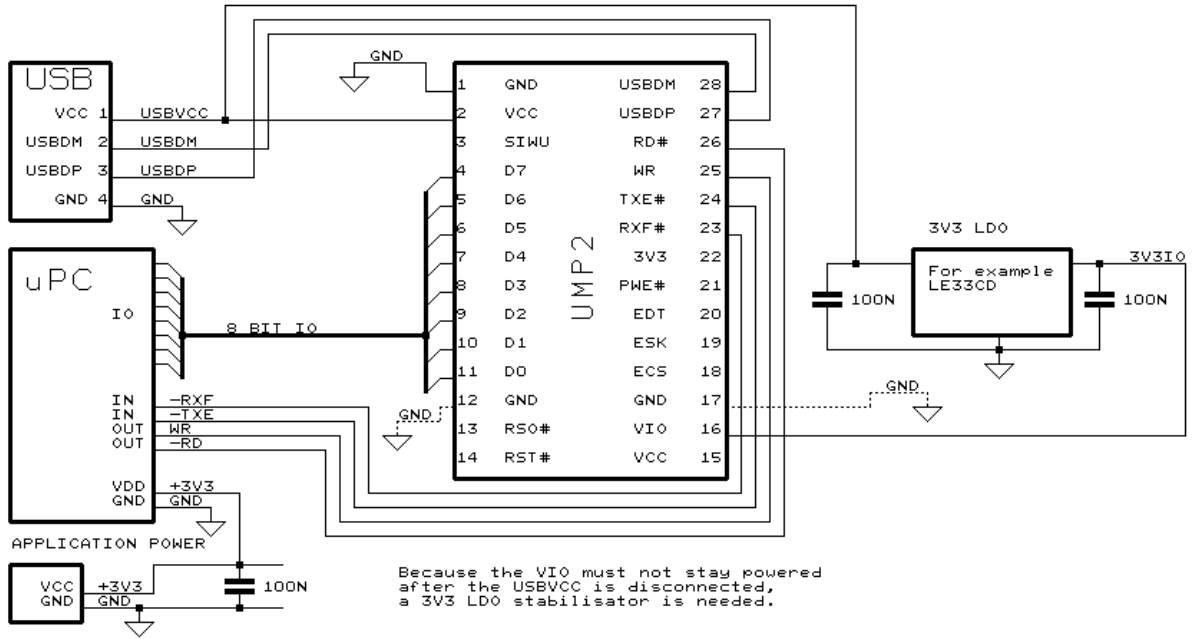 USB
VCC 1 USBVCC
USBDM 2 USBDM
USBDP 3 USBDP
GND 4 GND
uPC
IO
8 BIT IO
IN -RXF
IN -TXE
OUT WR
OUT -RD
VDD +3V3
GND GND
APPLICATION POWER
VCC +3V3
GND GND
100N
GND
1 GND USBDM 28
2 VCC USBDP 27
3 SIWU RD# 26
4 D7 WR 25
5 D6 TXE# 24
6 D5 RXF# 23
7 D4 3V3 22
8 D3 PWE# 21
9 D2 EDT 20
10 D1 ESK 19
11 D0 ECS 18
12 GND GND 17
13 RSO# VIO 16
14 RST# VCC 15
UMP2
GND
GND
3V3 LDO
For example
LE33CD
3V3IO
100N
100N
Because the VIO must not stay powered
after the USBVCC is disconnected,
a 3V3 LDO stabilisator is needed.